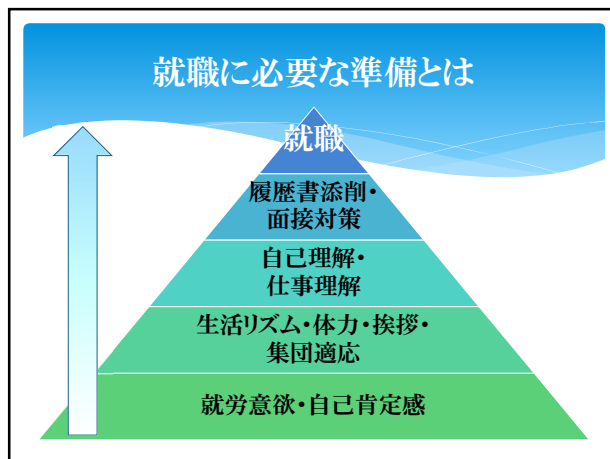 就職に必要な準備とは
就職
履歴書添削・
面接対策
自己理解・
仕事理解
生活リズム・体力・挨拶・
集団適応
就労意欲・自己肯定感